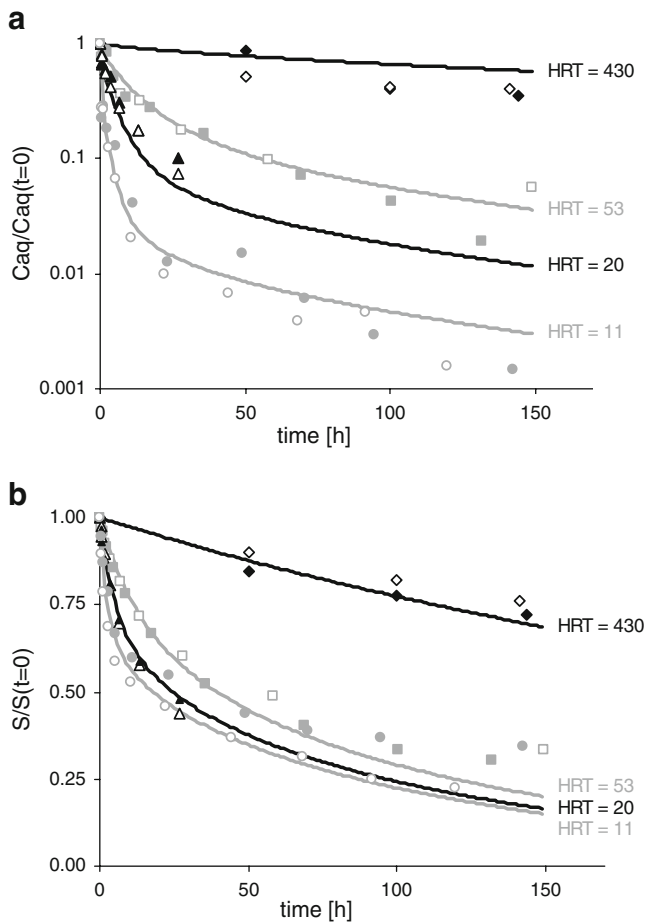 a
1
0.1
0.01
0.001
Caq/Caq(t=0)
HRT = 430
HRT = 53
HRT = 20
HRT = 11
0 50 100 150
time [h]
b
1.00
0.75
0.50
0.25
0.00
S/S(t=0)
HRT = 430
HRT = 53
HRT = 20
HRT = 11
0 50 100 150
time [h]